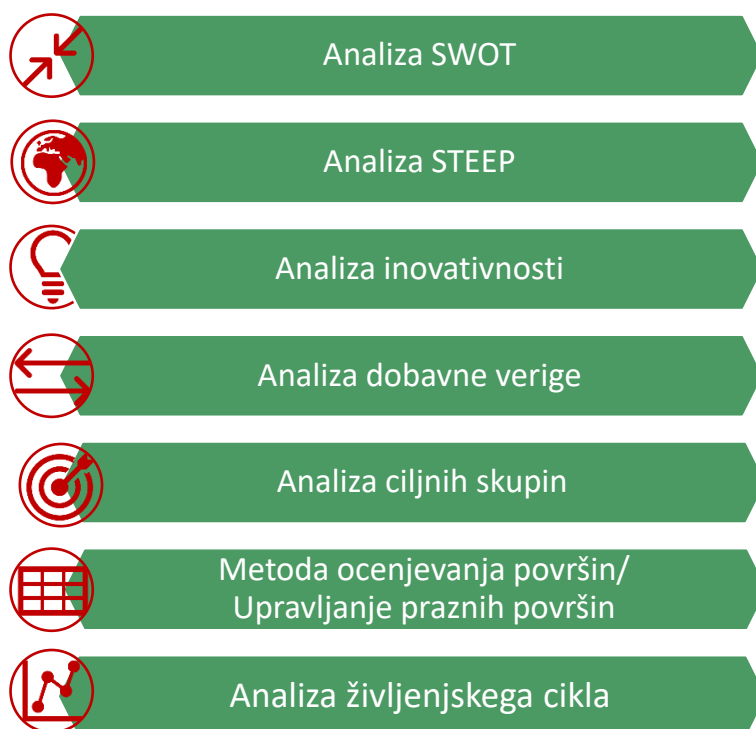 Analiza SWOT
Analiza STEEP
Analiza inovativnosti
Analiza dobavne verige
Analiza ciljnih skupin
Metoda ocenjevanja površin/
Upravljanje praznih površin
Analiza življenjskega cikla